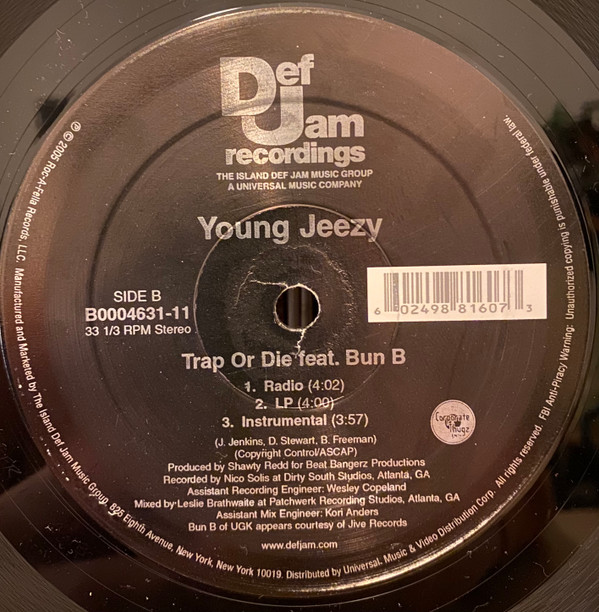 Def
Jam
recordings
THE ISLAND DEF JAM MUSIC GROUP
A UNIVERSAL MUSIC COMPANY
Young Jeezy
SIDE B
B0004631-11
33 1/3 RPM Stereo
6 02498 81607 3
Trap Or Die feat. Bun B
1. Radio (4:02)
2. LP (4:00)
3. Instrumental (3:57)
Corporate
Thugz
(J. Jenkins, D. Stewart, B. Freeman)
(Copyright Control/ASCAP)
Produced by Shawty Redd for Beat Bangerz Productions
Recorded by Nico Solis at Dirty South Studios, Atlanta, GA
Assistant Recording Engineer: Wesley Copeland
Mixed by Leslie Brathwaite at Patchwerk Recording Studios, Atlanta, GA
Assistant Mix Engineer: Kori Anders
Bun B of UGK appears courtesy of Jive Records
www.defjam.com
℗ © 2005 Roc-A-Fella Records, LLC. Manufactured and Marketed by The Island Def Jam Music Group, 825 Eighth Avenue, New York, New York 10019. Distributed by Universal Music & Video Distribution Corp. All rights reserved. FBI Anti-Piracy Warning: Unauthorized copying is punishable under federal law.